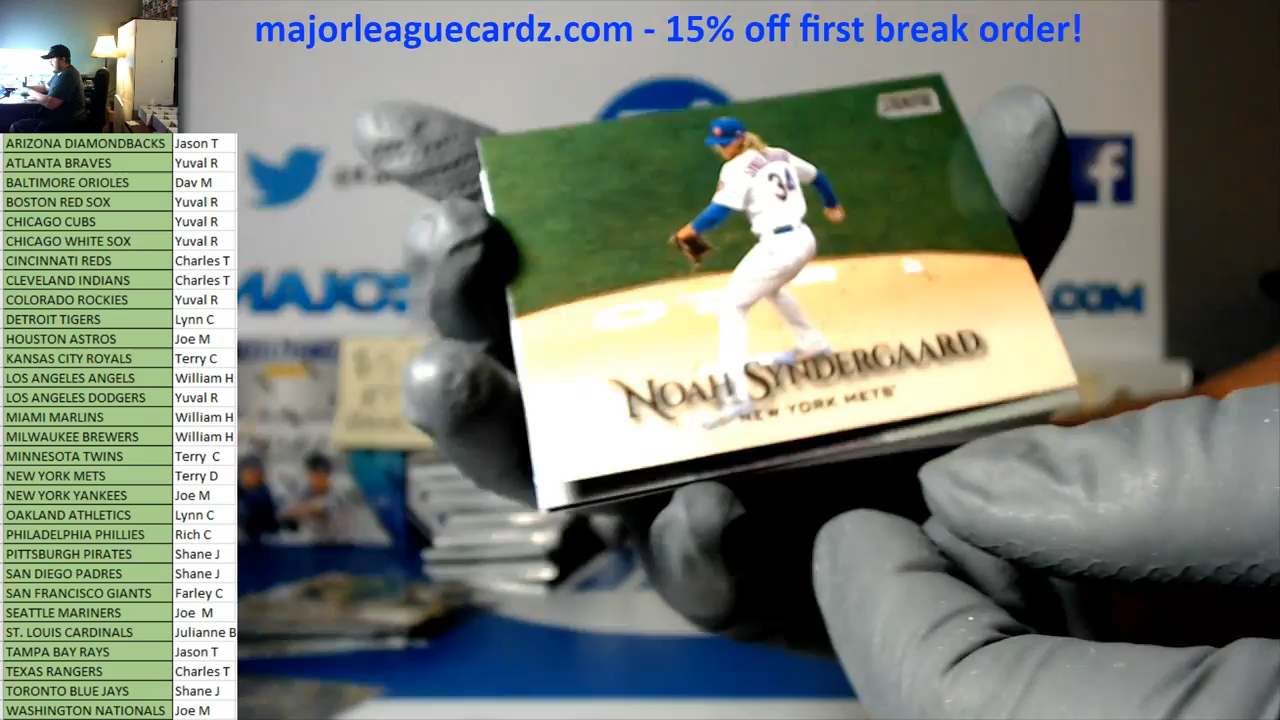 majorleaguecardz.com - 15% off first break order!
ARIZONA DIAMONDBACKS Jason T
ATLANTA BRAVES Yuval R
BALTIMORE ORIOLES Dav M
BOSTON RED SOX Yuval R
CHICAGO CUBS Yuval R
CHICAGO WHITE SOX Yuval R
CINCINNATI REDS Charles T
CLEVELAND INDIANS Charles T
COLORADO ROCKIES Yuval R
DETROIT TIGERS Lynn C
HOUSTON ASTROS Joe M
KANSAS CITY ROYALS Terry C
LOS ANGELES ANGELS William H
LOS ANGELES DODGERS Yuval R
MIAMI MARLINS William H
MILWAUKEE BREWERS William H
MINNESOTA TWINS Terry C
NEW YORK METS Terry D
NEW YORK YANKEES Joe M
OAKLAND ATHLETICS Lynn C
PHILADELPHIA PHILLIES Rich C
PITTSBURGH PIRATES Shane J
SAN DIEGO PADRES Shane J
SAN FRANCISCO GIANTS Farley C
SEATTLE MARINERS Joe M
ST. LOUIS CARDINALS Julianne B
TAMPA BAY RAYS Jason T
TEXAS RANGERS Charles T
TORONTO BLUE JAYS Shane J
WASHINGTON NATIONALS Joe M
34
NOAH SYNDERGAARD
NEW YORK METS
MAJO
.COM